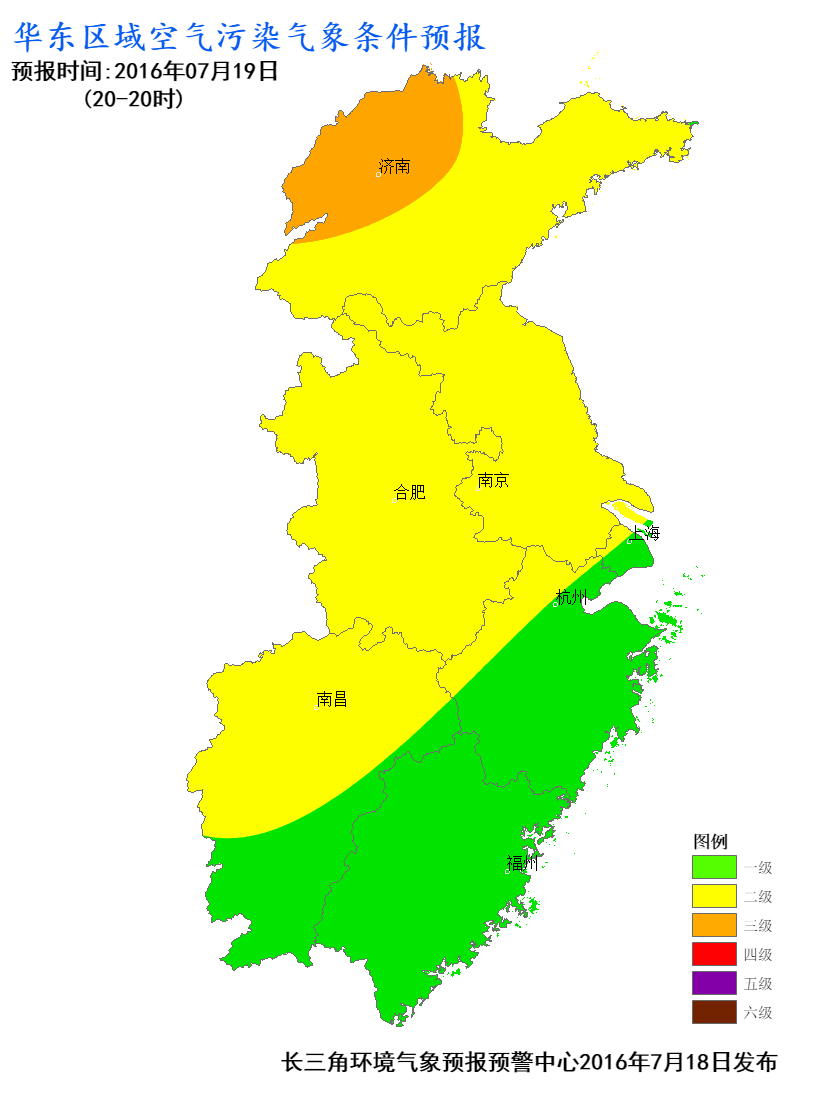 华东区域空气污染气象条件预报
预报时间:2016年07月19日
(20-20时)
济南
南京
合肥
上海
杭州
南昌
福州
图例
一级
二级
三级
四级
五级
六级
长三角环境气象预报预警中心2016年7月18日发布